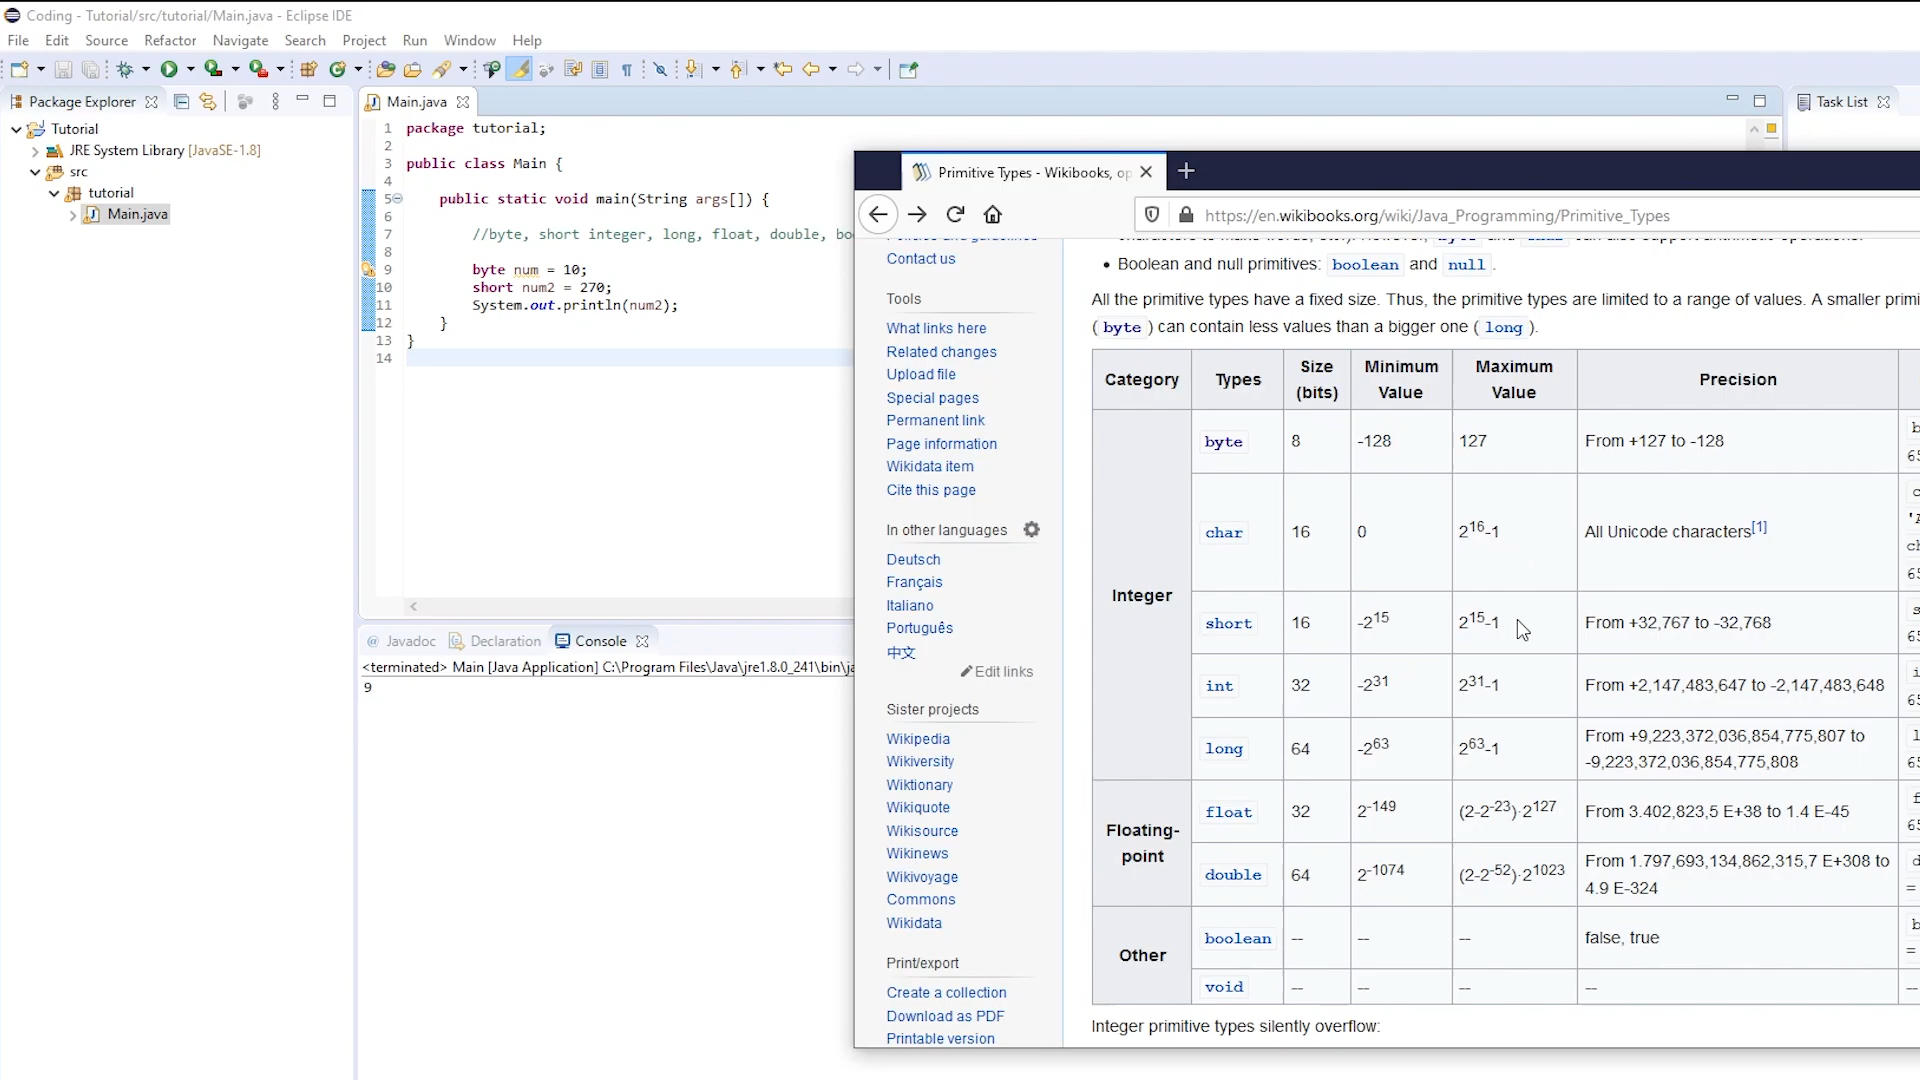 Coding - Tutorial/src/tutorial/Main.java - Eclipse IDE
File Edit Source Refactor Navigate Search Project Run Window Help
Package Explorer
Tutorial
JRE System Library [JavaSE-1.8]
src
tutorial
Main.java
Main.java
1 package tutorial;
2
3 public class Main {
4
5 public static void main(String args[]) {
6
7 //byte, short integer, long, float, double,
8
9 byte num = 10;
10 short num2 = 270;
11 System.out.println(num2);
12 }
13 }
14
@ Javadoc Declaration Console
<terminated> Main [Java Application] C:\Program Files\Java\jre1.8.0_241\bin\
9
Task List
Primitive Types - Wikibooks, op
https://en.wikibooks.org/wiki/Java_Programming/Primitive_Types
Contact us
Tools
What links here
Related changes
Upload file
Special pages
Permanent link
Page information
Wikidata item
Cite this page
In other languages
Deutsch
Français
Italiano
Português
中文
Edit links
Sister projects
Wikipedia
Wikiversity
Wiktionary
Wikiquote
Wikisource
Wikinews
Wikivoyage
Commons
Wikidata
Print/export
Create a collection
Download as PDF
Printable version
• Boolean and null primitives: boolean and null .
All the primitive types have a fixed size. Thus, the primitive types are limited to a range of values. A smaller
( byte ) can contain less values than a bigger one ( long ).
Category Types Size (bits) Minimum Value Maximum Value Precision
Integer
byte 8 -128 127 From +127 to -128
char 16 0 2^16-1 All Unicode characters[1]
short 16 -2^15 2^15-1 From +32,767 to -32,768
int 32 -2^31 2^31-1 From +2,147,483,647 to -2,147,483,648
long 64 -2^63 2^63-1 From +9,223,372,036,854,775,807 to
-9,223,372,036,854,775,808
Floating-point
float 32 2^-149 (2-2^-23)·2^127 From 3.402,823,5 E+38 to 1.4 E-45
double 64 2^-1074 (2-2^-52)·2^1023 From 1.797,693,134,862,315,7 E+308 to
4.9 E-324
Other
boolean -- -- -- false, true
void -- -- -- --
Integer primitive types silently overflow: